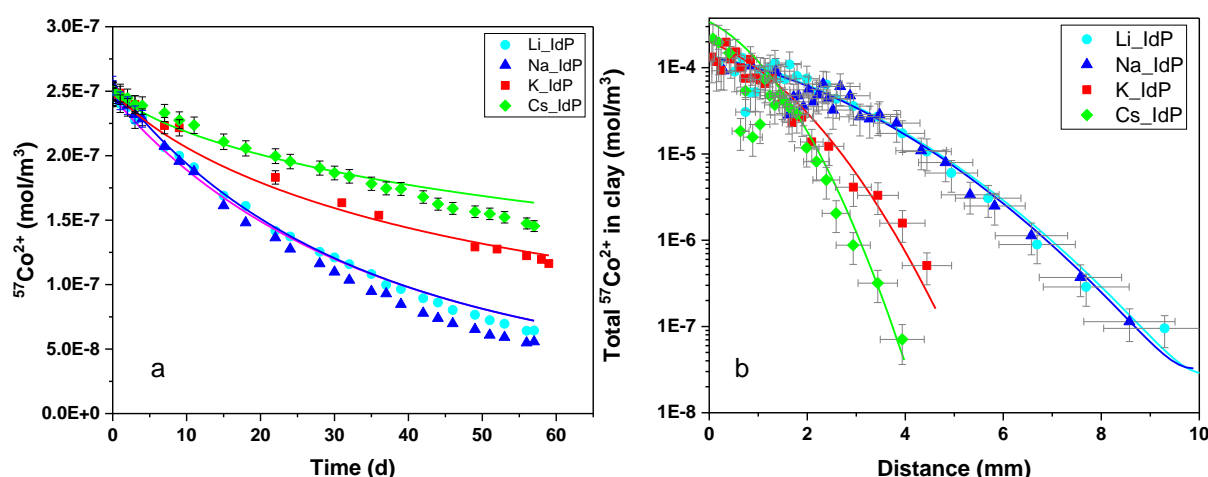 3.0E-7
2.5E-7
2.0E-7
1.5E-7
1.0E-7
5.0E-8
0.0E+0
⁵⁷Co²⁺ (mol/m³)
0 10 20 30 40 50 60
Time (d)
Li_IdP
Na_IdP
K_IdP
Cs_IdP
a
1E-4
1E-5
1E-6
1E-7
1E-8
Total ⁵⁷Co²⁺ in clay (mol/m³)
0 2 4 6 8 10
Distance (mm)
Li_IdP
Na_IdP
K_IdP
Cs_IdP
b